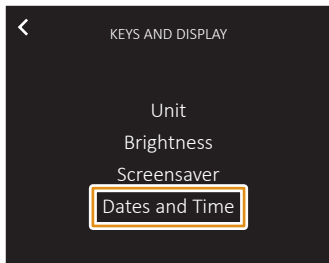 KEYS AND DISPLAY
Unit
Brightness
Screensaver
Dates and Time